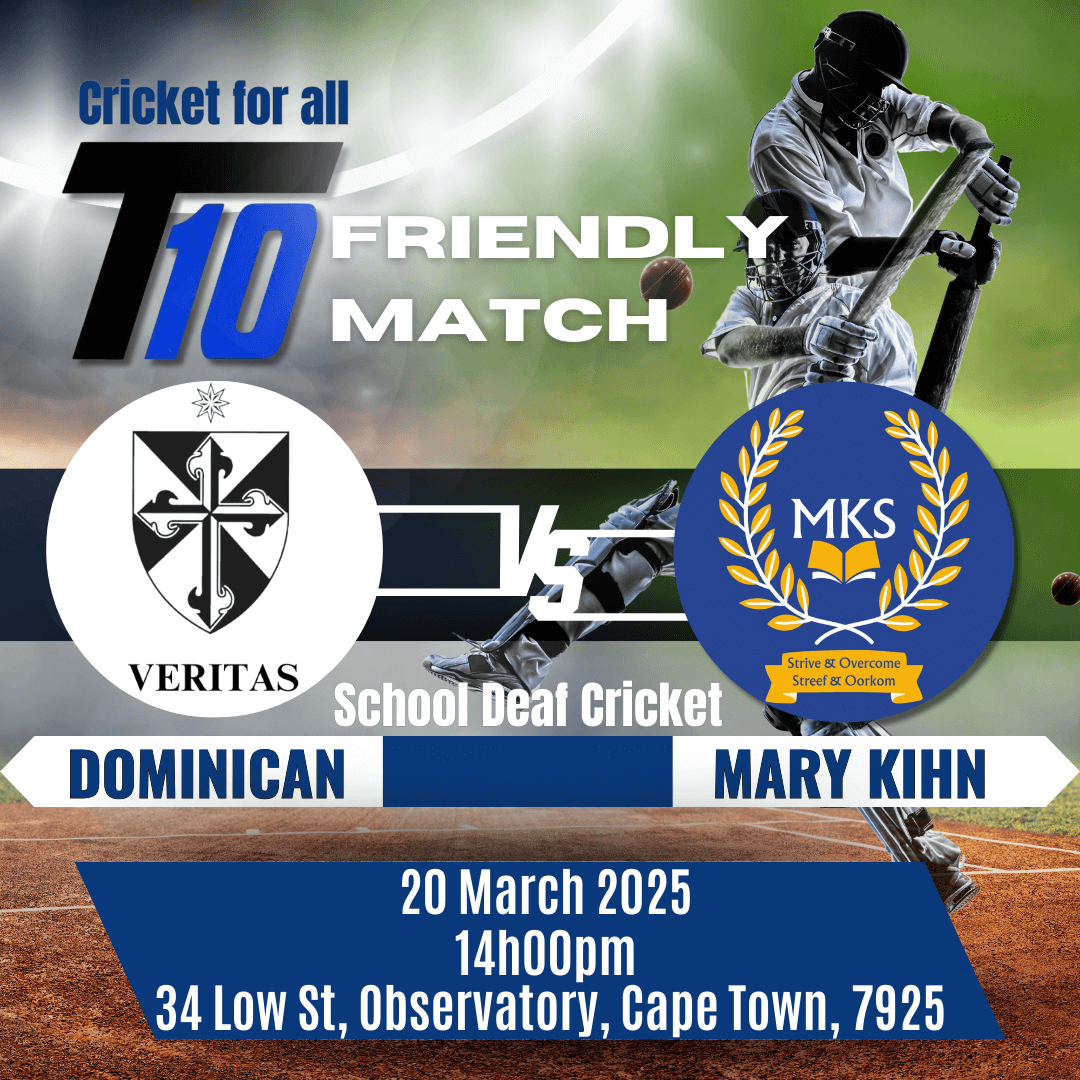 Cricket for all
T10
FRIENDLY
MATCH
VS
VERITAS
MKS
Strive & Overcome
Streef & Oorkom
School Deaf Cricket
DOMINICAN
MARY KIHN
20 March 2025
14h00pm
34 Low St, Observatory, Cape Town, 7925